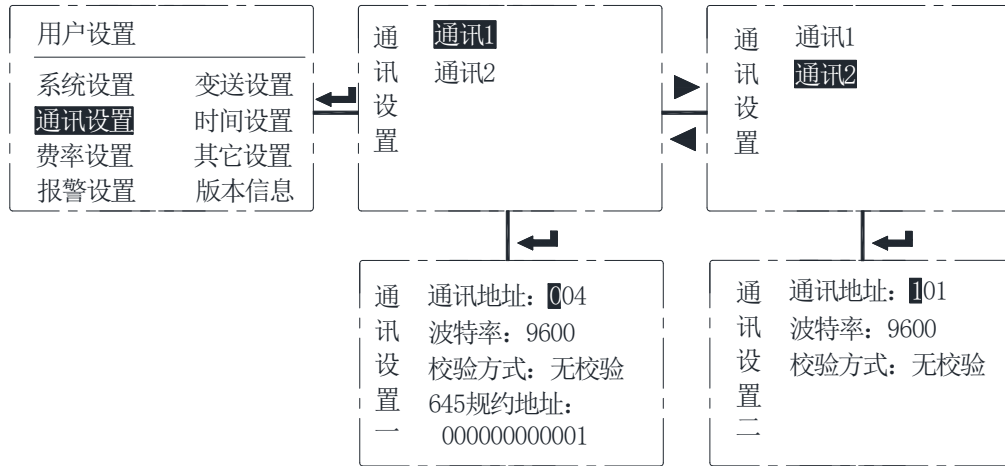 用户设置
系统设置 变送设置
通讯设置 时间设置
费率设置 其它设置
报警设置 版本信息
通讯设置
通讯1
通讯2
通讯设置
通讯1
通讯2
通讯设置一
通讯地址：004
波特率：9600
校验方式：无校验
645规约地址：
000000000001
通讯设置二
通讯地址：101
波特率：9600
校验方式：无校验